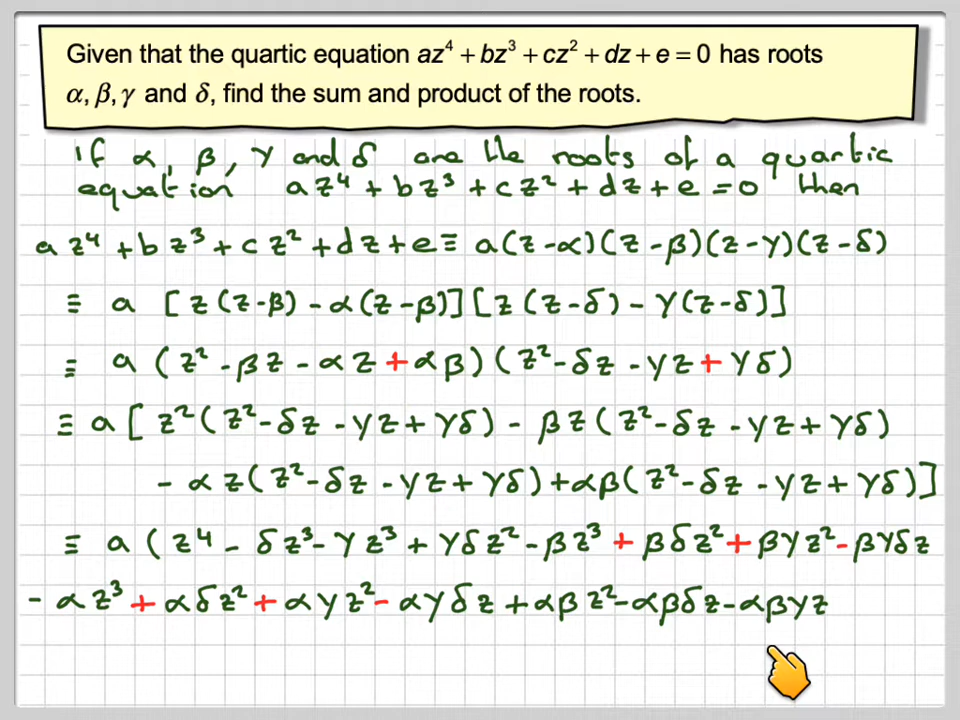 Given that the quartic equation az⁴ + bz³ + cz² + dz + e = 0 has roots
α, β, γ and δ, find the sum and product of the roots.
If α, β, γ and δ are the roots of a quartic
equation az⁴ + bz³ + cz² + dz + e = 0 then
az⁴ + bz³ + cz² + dz + e ≡ a(z - α)(z - β)(z - γ)(z - δ)
≡ a [z(z - β) - α(z - β)][z(z - δ) - γ(z - δ)]
≡ a (z² - βz - αz + αβ)(z² - δz - γz + γδ)
≡ a [z²(z² - δz - γz + γδ) - βz(z² - δz - γz + γδ)
- αz(z² - δz - γz + γδ) + αβ(z² - δz - γz + γδ)]
≡ a (z⁴ - δz³ - γz³ + γδz² - βz³ + βδz² + βγz² - βγδz
- αz³ + αδz² + αγz² - αγδz + αβz² - αβδz - αβγz